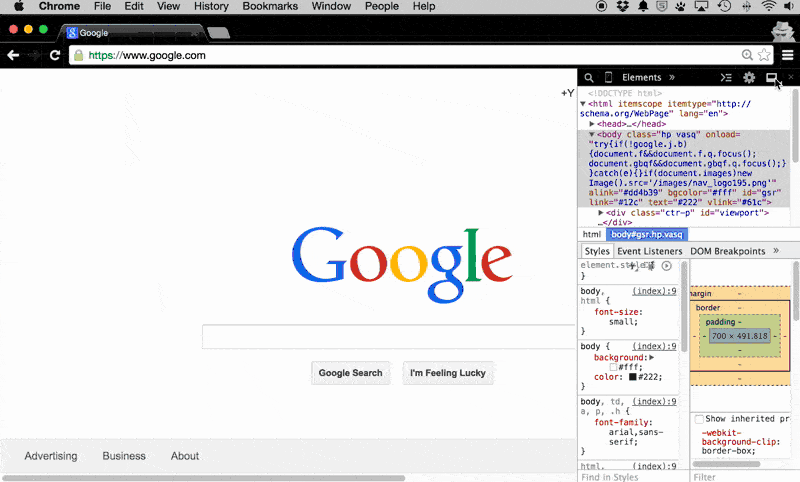 Chrome File Edit View History Bookmarks Window People Help
Google
https://www.google.com
Elements »
<!DOCTYPE html>
▼<html itemscope itemtype="http://
schema.org/WebPage" lang="en">
▶<head>…</head>
▼<body class="hp vasq" onload=
"try{if(!google.j.b)
{document.f&&document.f.q.focus();
document.gbqf&&document.gbqf.q.focus();}
}catch(e){}if(document.images)new
Image().src='/images/nav_logo195.png'"
alink="#dd4b39" bgcolor="#fff" id="gsr"
link="#12c" text="#222" vlink="#61c">
▶<div class="ctr-p" id="viewport">
…</div>
html body#gsr.hp.vasq
Styles Event Listeners DOM Breakpoints »
+Y
Google
Google Search I'm Feeling Lucky
Advertising Business About
element.style {
}
body, (index):9
html {
font-size:
small;
}
body { (index):9
background:▶
#fff;
color: #222;
}
body, td, (index):9
a, p, .h {
font-family:
arial,sans-
serif;
}
html, (index):9
Find in Styles
margin -
border -
padding -
- - - 700 × 491.818 - - -
-
-
-
Show inherited pr
-webkit-
background-clip:
border-box;
Filter